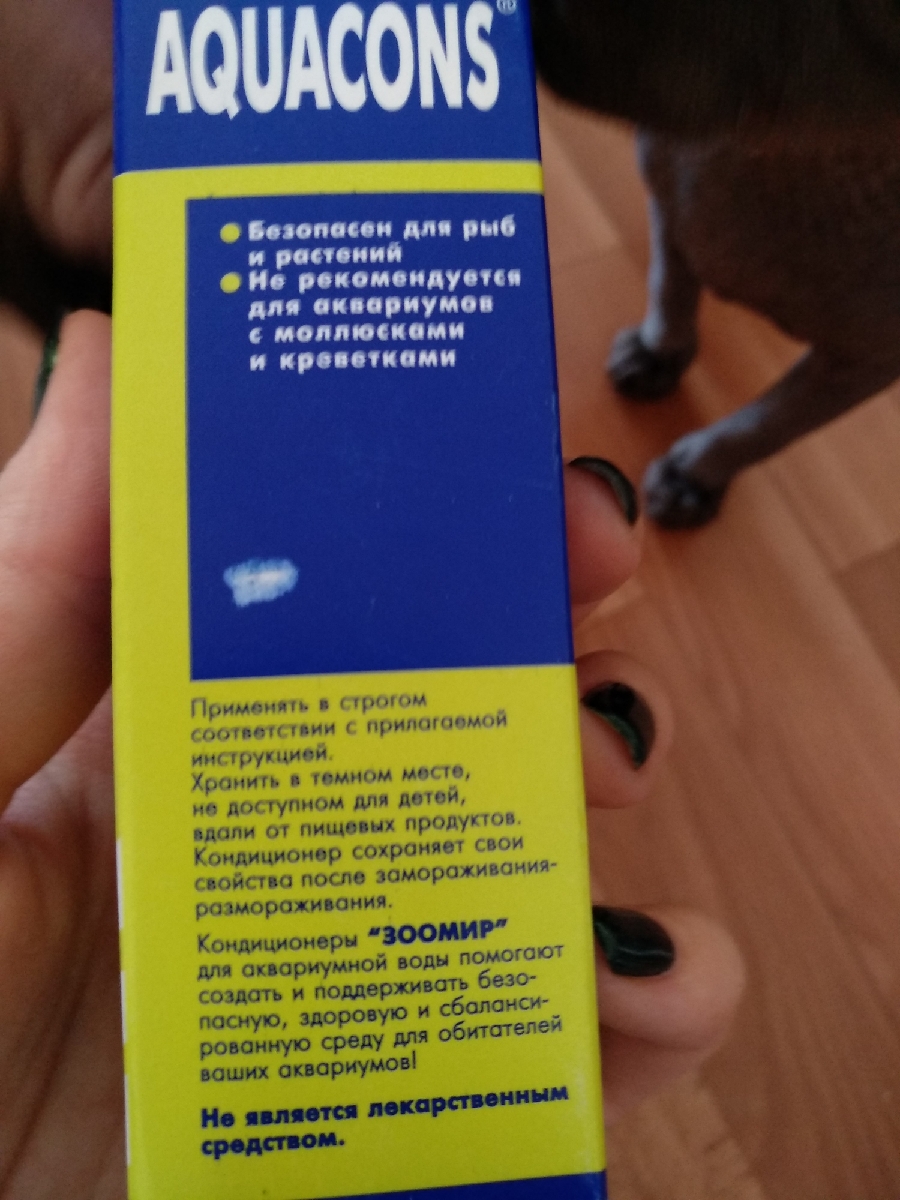 AQUACONS®
Безопасен для рыб
и растений
Не рекомендуется
для аквариумов
с моллюсками
и креветками
Применять в строгом
соответствии с прилагаемой
инструкцией.
Хранить в темном месте,
не доступном для детей,
вдали от пищевых продуктов.
Кондиционер сохраняет свои
свойства после замораживания-
размораживания.
Кондиционеры "ЗООМИР"
для аквариумной воды помогают
создать и поддерживать безо-
пасную, здоровую и сбаланси-
рованную среду для обитателей
ваших аквариумов!
Не является лекарственным
средством.